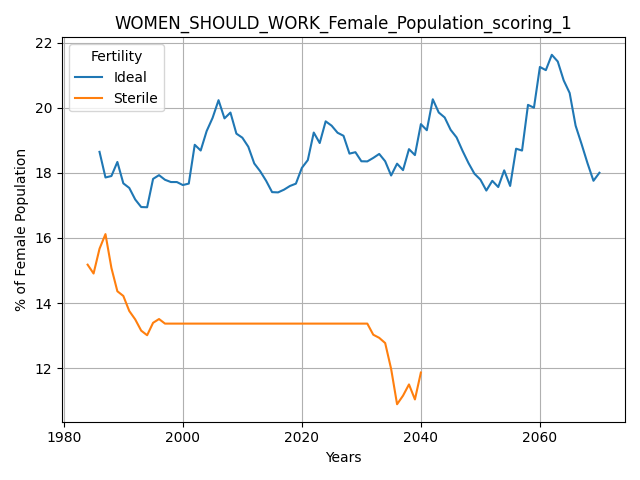 WOMEN_SHOULD_WORK_Female_Population_scoring_1
Fertility
Ideal
Sterile
% of Female Population
22
20
18
16
14
12
1980
2000
2020
2040
2060
Years